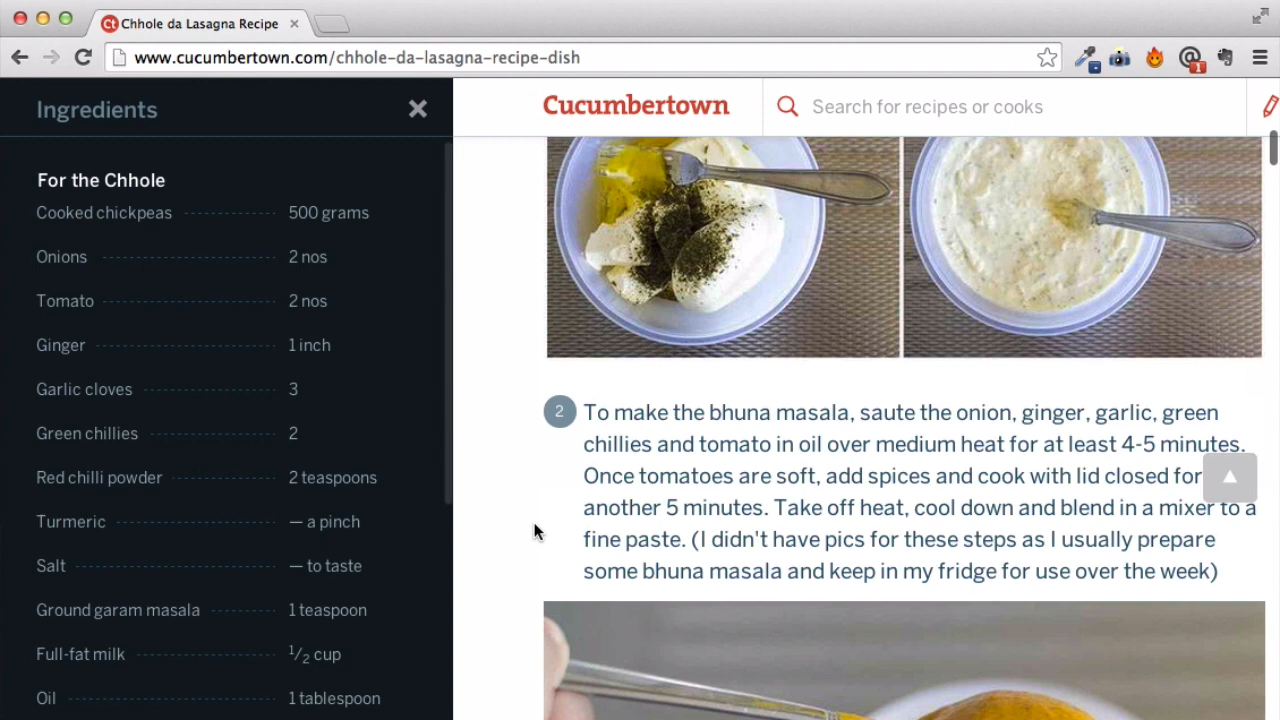 Ct Chhole da Lasagna Recipe
www.cucumbertown.com/chhole-da-lasagna-recipe-dish
1
Ingredients
Cucumbertown
Search for recipes or cooks
For the Chhole
Cooked chickpeas 500 grams
Onions 2 nos
Tomato 2 nos
Ginger 1 inch
Garlic cloves 3
Green chillies 2
Red chilli powder 2 teaspoons
Turmeric — a pinch
Salt — to taste
Ground garam masala 1 teaspoon
Full-fat milk 1/2 cup
Oil 1 tablespoon
2 To make the bhuna masala, saute the onion, ginger, garlic, green
chillies and tomato in oil over medium heat for at least 4-5 minutes.
Once tomatoes are soft, add spices and cook with lid closed for
another 5 minutes. Take off heat, cool down and blend in a mixer to a
fine paste. (I didn't have pics for these steps as I usually prepare
some bhuna masala and keep in my fridge for use over the week)